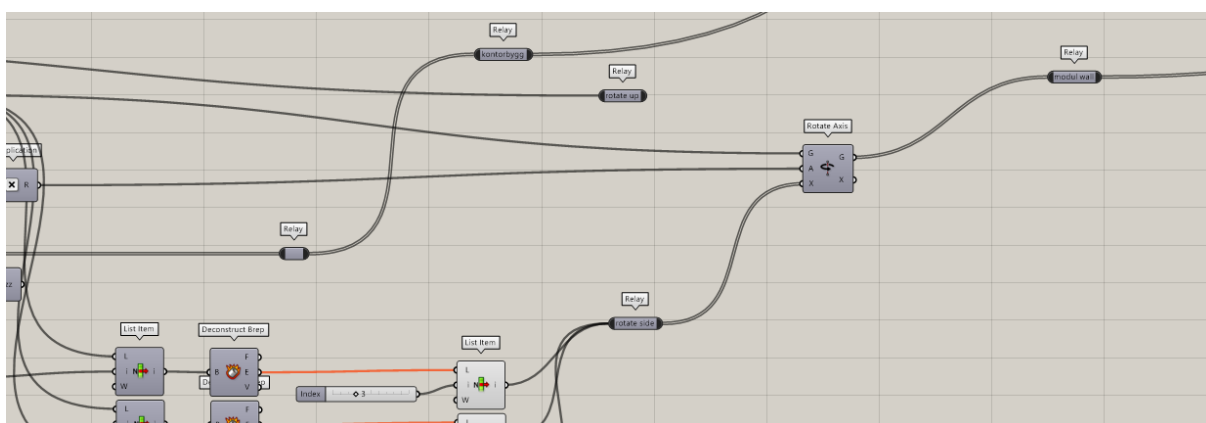 Relay
kontorbygg
Relay
rotate up
Relay
modul wall
Rotate Axis
G
A
X
G
X
plication
R
Relay
zz
Relay
rotate side
List Item
L
i
W
N
i
Deconstruct Brep
B
F
E
V
De
p
List Item
L
i
W
N
i
Index
3
L
F
L